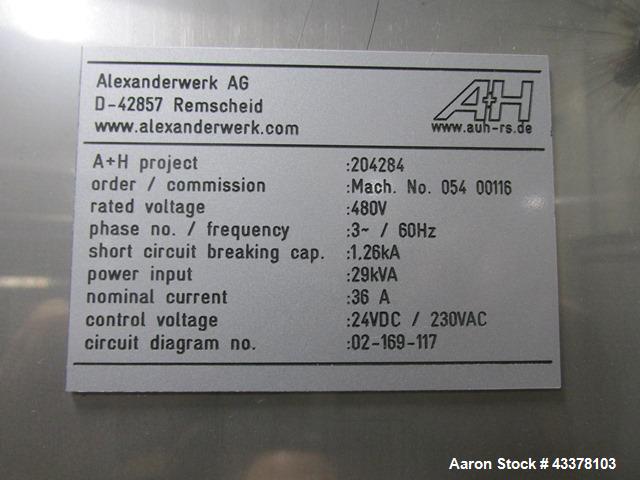 Alexanderwerk AG
D-42857 Remscheid
www.alexanderwerk.com
A+H
www.auh-rs.de
A+H project :204284
order / commission :Mach. No. 054 00116
rated voltage :480V
phase no. / frequency :3~ / 60Hz
short circuit breaking cap. :1,26kA
power input :29kVA
nominal current :36 A
control voltage :24VDC / 230VAC
circuit diagram no. :02-169-117
Aaron Stock # 43378103